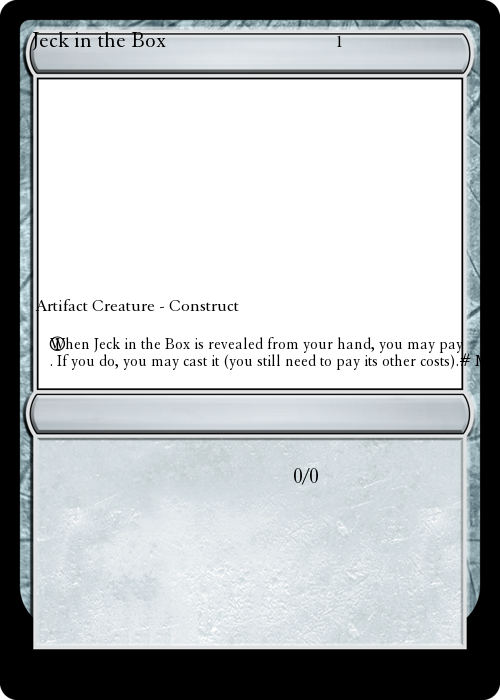 Jeck in the Box 1
Artifact Creature - Construct
When Jeck in the Box is revealed from your hand, you may pay
. If you do, you may cast it (you still need to pay its other costs).#
0/0